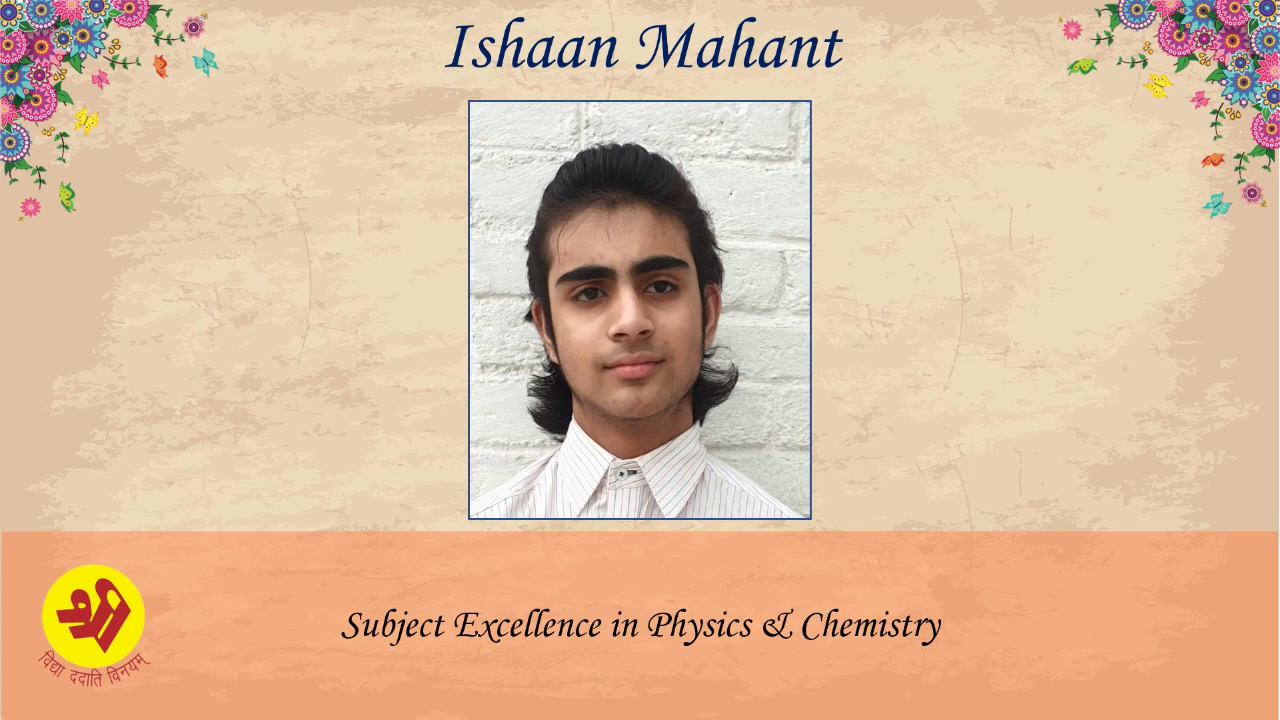 Ishaan Mahant
Subject Excellence in Physics & Chemistry
विद्या ददाति विनयम्